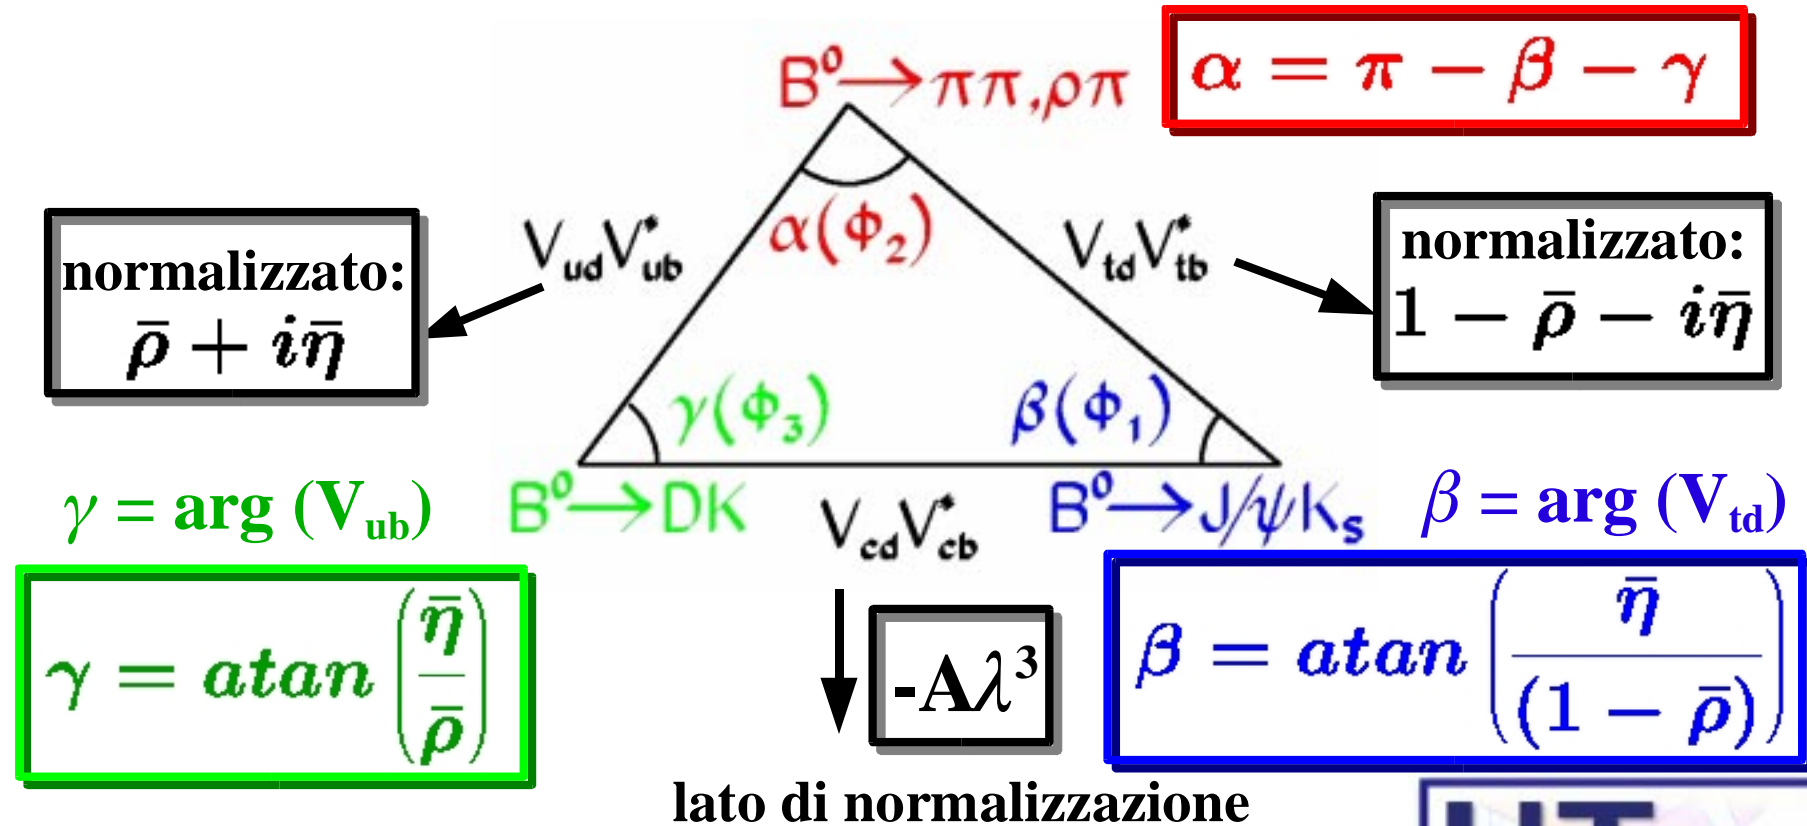 B⁰→ππ,ρπ
α = π − β − γ
α(Φ₂)
V_ud V*_ub
V_td V*_tb
normalizzato:
ρ̄ + iη̄
normalizzato:
1 − ρ̄ − iη̄
γ(Φ₃)
β(Φ₁)
B⁰→DK
V_cd V*_cb
B⁰→J/ψK_s
γ = arg (V_ub)
β = arg (V_td)
γ = atan (η̄/ρ̄)
-Aλ³
β = atan (η̄/(1 − ρ̄))
lato di normalizzazione